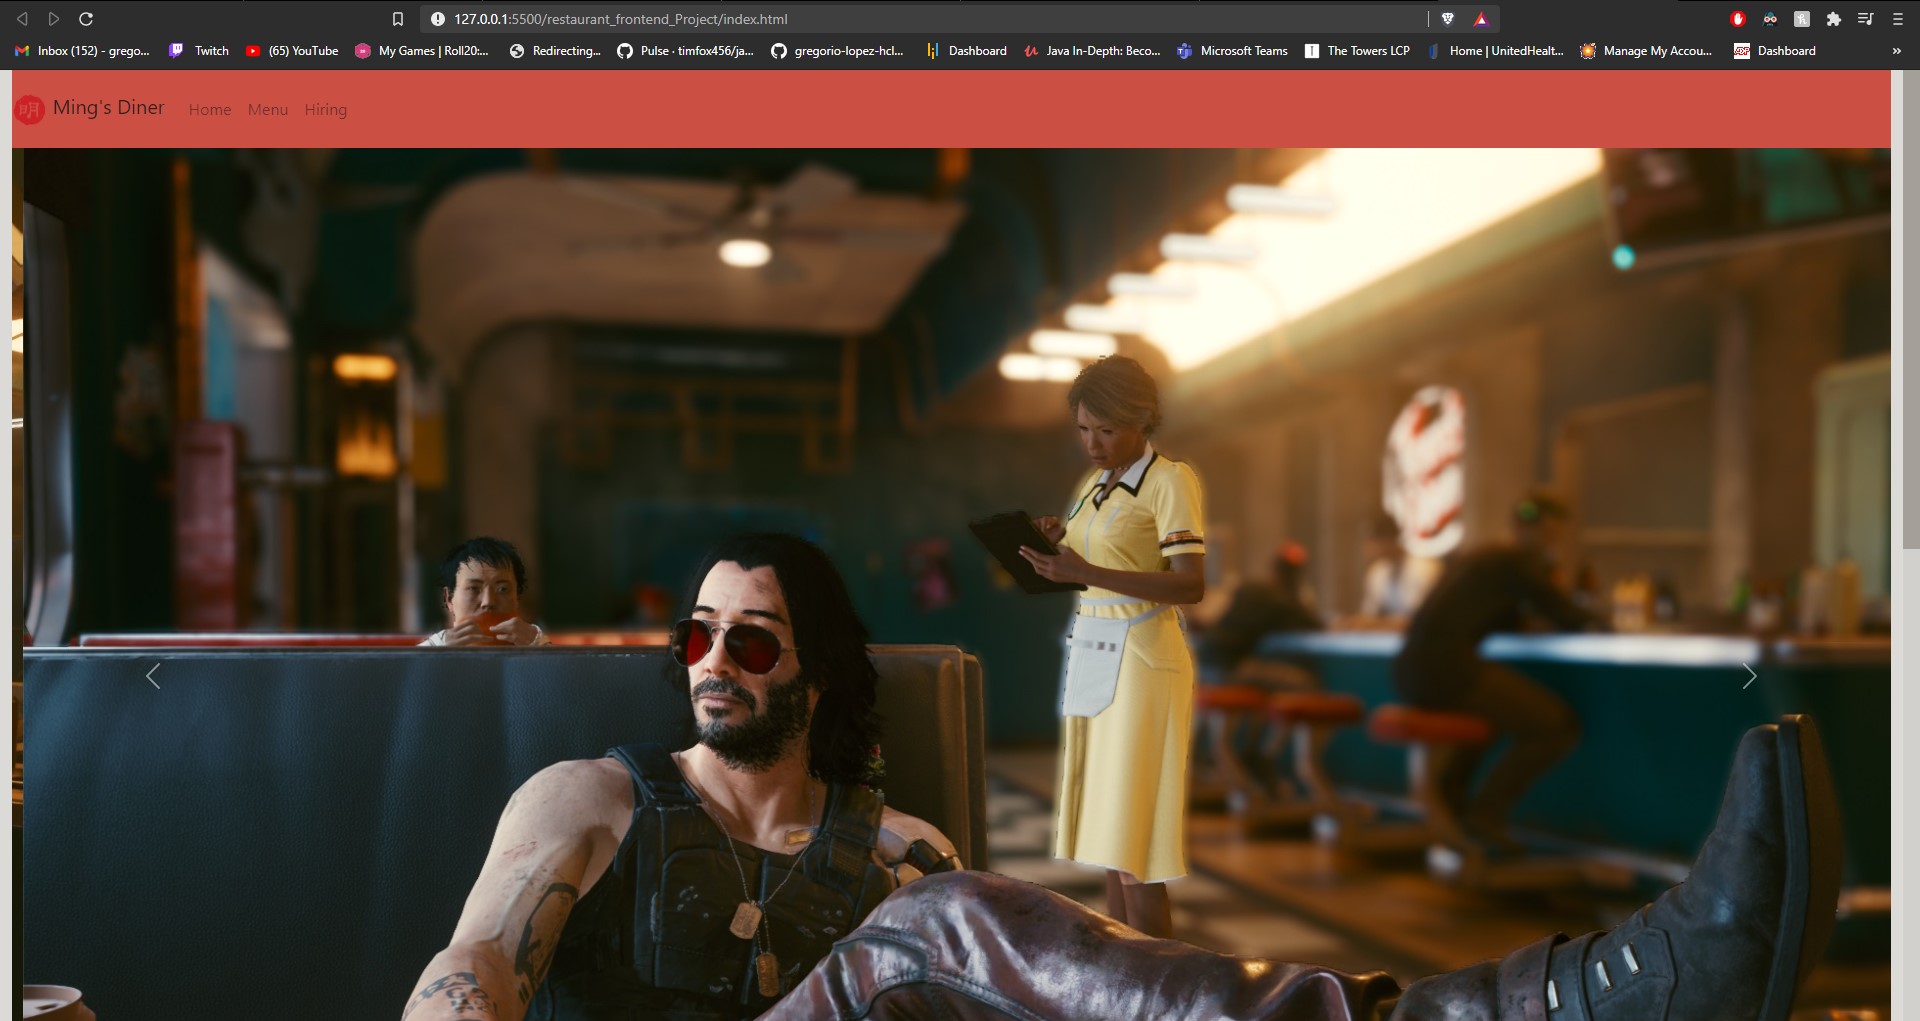 127.0.0.1:5500/restaurant_frontend_Project/index.html
Inbox (152) - grego... Twitch (65) YouTube My Games | Roll20:... Redirecting... Pulse · timfox456/ja... gregorio-lopez-hcl... Dashboard Java In-Depth: Beco... Microsoft Teams The Towers LCP Home | UnitedHealt... Manage My Accou... Dashboard »
明 Ming's Diner Home Menu Hiring